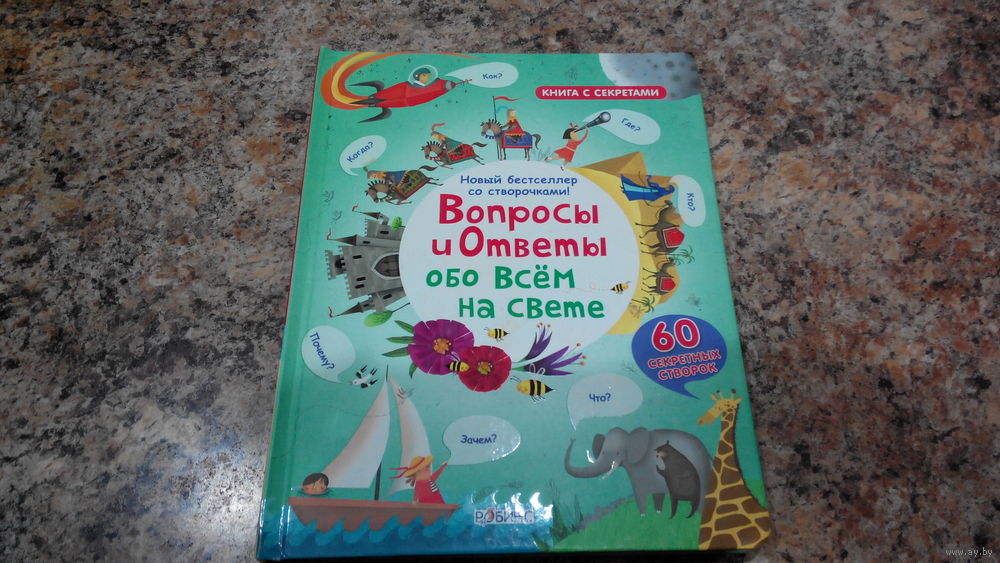 Как?
КНИГА С СЕКРЕТАМИ
Где?
Когда?
Новый бестселлер
со створочками!
Кто?
Вопросы
и Ответы
обо всём
на свете
60
СЕКРЕТНЫХ
СТВОРОК
Почему?
Что?
Зачем?
РОБИНС
www.ay.by